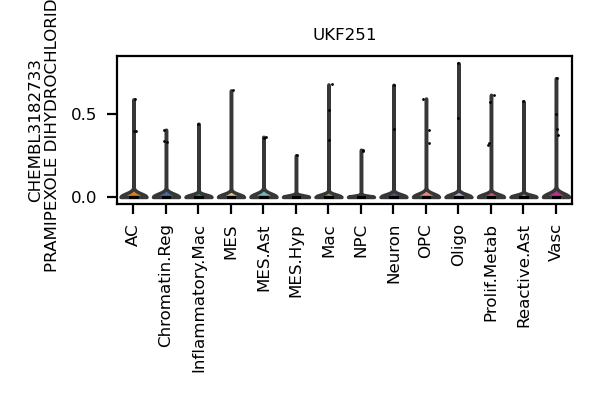 UKF251
CHEMBL3182733
PRAMIPEXOLE DIHYDROCHLORID
0.5
0.0
AC
Chromatin.Reg
Inflammatory.Mac
MES
MES.Ast
MES.Hyp
Mac
NPC
Neuron
OPC
Oligo
Prolif.Metab
Reactive.Ast
Vasc